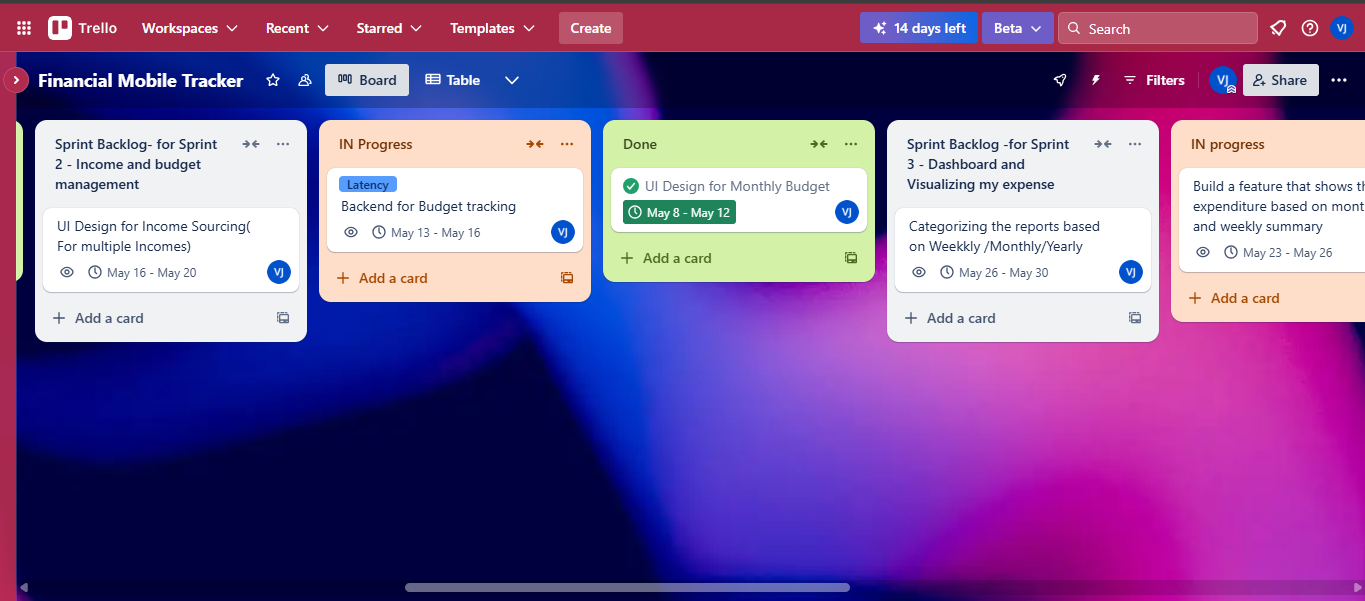 Trello
Workspaces
Recent
Starred
Templates
Create
14 days left
Beta
Search
VJ
Financial Mobile Tracker
Board
Table
Filters
VJ
Share
Sprint Backlog- for Sprint
2 - Income and budget
management
UI Design for Income Sourcing(
For multiple Incomes)
May 16 - May 20
VJ
Add a card
IN Progress
Latency
Backend for Budget tracking
May 13 - May 16
VJ
Add a card
Done
UI Design for Monthly Budget
May 8 - May 12
VJ
Add a card
Sprint Backlog -for Sprint
3 - Dashboard and
Visualizing my expense
Categorizing the reports based
on Weekkly /Monthly/Yearly
May 26 - May 30
VJ
Add a card
IN progress
Build a feature that shows th
expenditure based on mont
and weekly summary
May 23 - May 26
Add a card